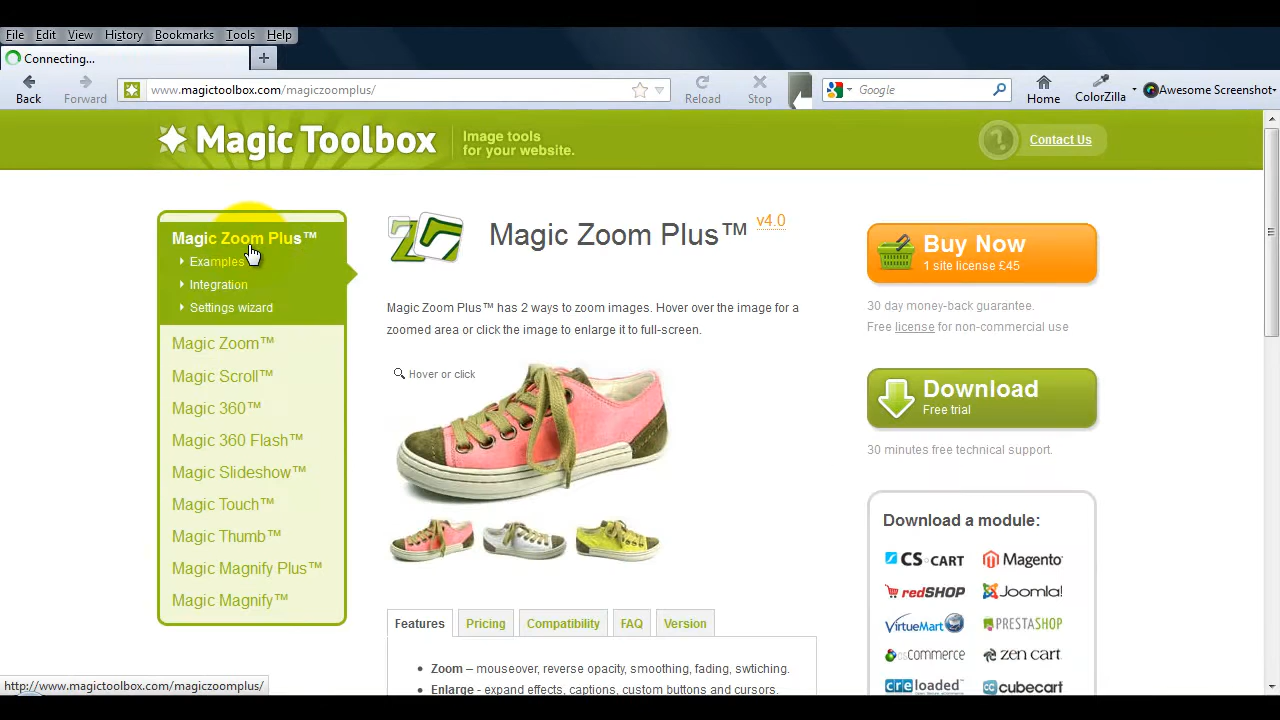 File Edit View History Bookmarks Tools Help
Connecting...
Back Forward www.magictoolbox.com/magiczoomplus/ Reload Stop Google Home ColorZilla Awesome Screenshot
Magic Toolbox
Image tools
for your website.
Contact Us
Magic Zoom Plus™
Examples
Integration
Settings wizard
Magic Zoom™
Magic Scroll™
Magic 360™
Magic 360 Flash™
Magic Slideshow™
Magic Touch™
Magic Thumb™
Magic Magnify Plus™
Magic Magnify™
Magic Zoom Plus™ v4.0
Magic Zoom Plus™ has 2 ways to zoom images. Hover over the image for a
zoomed area or click the image to enlarge it to full-screen.
Hover or click
Features Pricing Compatibility FAQ Version
• Zoom – mouseover, reverse opacity, smoothing, fading, swtiching.
• Enlarge - expand effects, captions, custom buttons and cursors.
Buy Now
1 site license £45
30 day money-back guarantee.
Free license for non-commercial use
Download
Free trial
30 minutes free technical support.
Download a module:
CS-CART Magento
redSHOP Joomla!
VirtueMart PRESTASHOP
osCommerce zen cart
creloaded cubecart
http://www.magictoolbox.com/magiczoomplus/